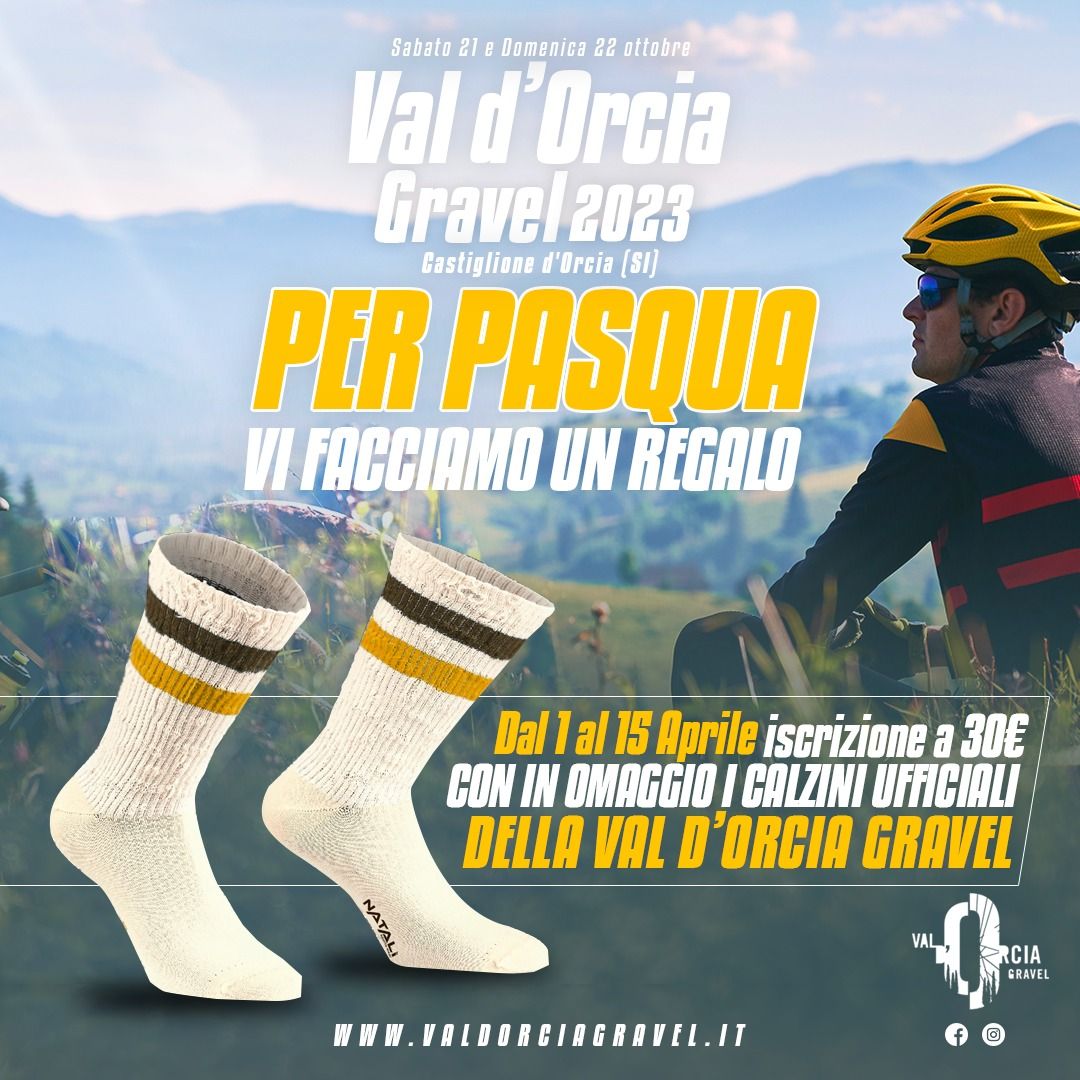 Sabato 21 e Domenica 22 ottobre
Val d'Orcia
Gravel 2023
Castiglione d'Orcia (SI)
PER PASQUA
VI FACCIAMO UN REGALO
Dal 1 al 15 Aprile iscrizione a 30€
CON IN OMAGGIO I CALZINI UFFICIALI
DELLA VAL D'ORCIA GRAVEL
NATALI
VAL D'ORCIA
GRAVEL
WWW.VALDORCIAGRAVEL.IT